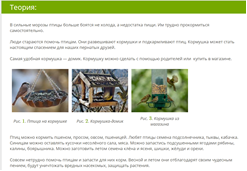 Теория:
В сильные морозы птицы больше боятся не холода, а недостатка пищи. Им трудно прокормиться
самостоятельно.
Люди стараются помочь птицам. Они развешивают кормушки и подкармливают птиц. Кормушка может стать
настоящим спасением для наших пернатых друзей.
Самая удобная кормушка — домик. Кормушку можно сделать с помощью родителей или купить в магазине.
Рис. 1. Птицы на кормушке
Рис. 2. Кормушка-домик
Рис. 3. Кормушка из
магазина
Птиц можно кормить пшеном, просом, овсом, пшеницей. Любят птицы семена подсолнечника, тыквы, кабачка.
Синицам можно оставлять кусочки несолёного сала, мяса. Можно запастись подсушенными ягодами рябины,
калины, боярышника. Можно заготовить летом семена клёна и ясеня, шишки, жёлуди и орехи.
Совсем нетрудно помочь птицам и запасти для них корм. Весной и летом они отблагодарят своим чудесным
пением, будут уничтожать вредных насекомых, защищать растения.